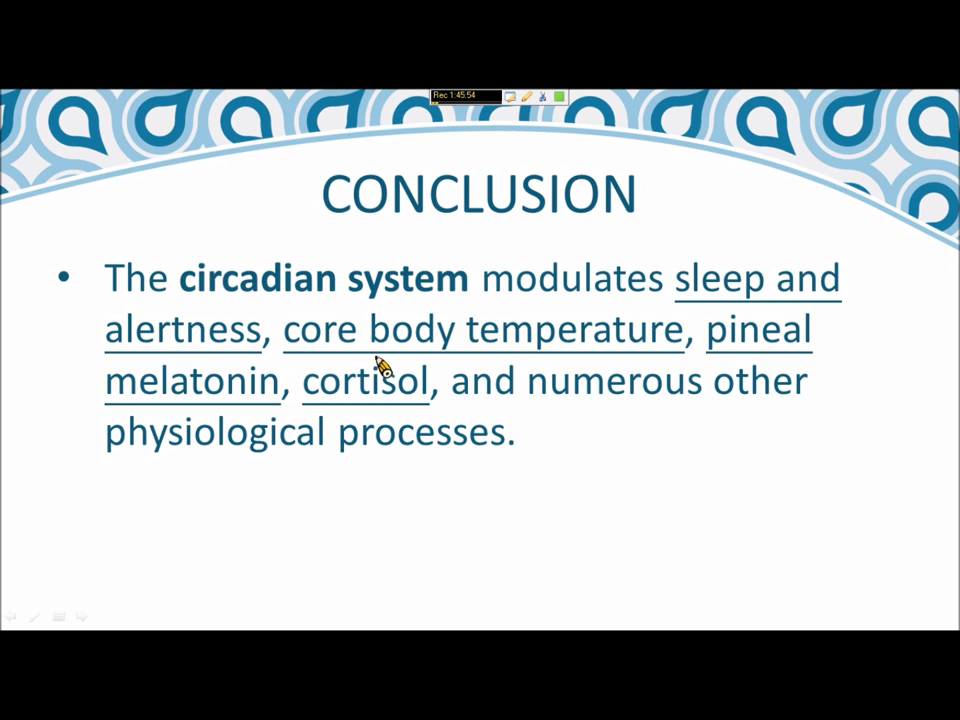 Rec 1:45:54
CONCLUSION
• The circadian system modulates sleep and
alertness, core body temperature, pineal
melatonin, cortisol, and numerous other
physiological processes.